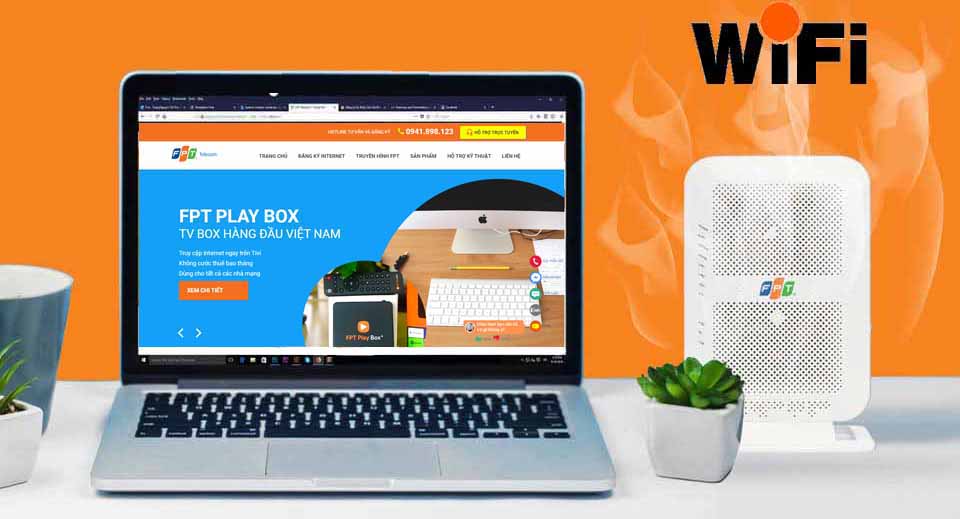 WiFi
HOTLINE TƯ VẤN VÀ ĐĂNG KÝ 0941.898.123 HỖ TRỢ TRỰC TUYẾN
FPT Telecom
TRANG CHỦ ĐĂNG KÝ INTERNET TRUYỀN HÌNH FPT SẢN PHẨM HỖ TRỢ KỸ THUẬT LIÊN HỆ
FPT PLAY BOX
TV BOX HÀNG ĐẦU VIỆT NAM
Truy cập Internet ngay trên Tivi
Không cước thuê bao tháng
Dùng cho tất cả các nhà mạng
XEM CHI TIẾT
FPT Play Box
FPT